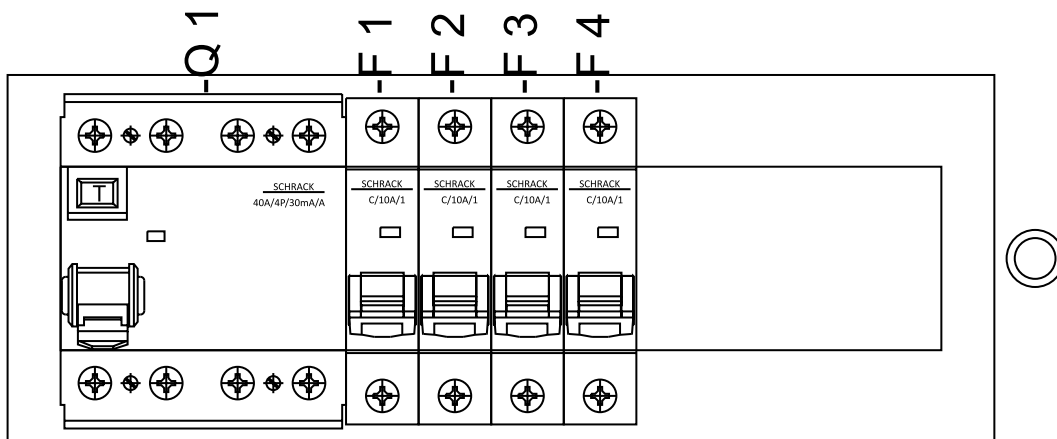 -Q1
-F1
-F2
-F3
-F4
T
SCHRACK
40A/4P/30mA/A
SCHRACK
C/10A/1
SCHRACK
C/10A/1
SCHRACK
C/10A/1
SCHRACK
C/10A/1